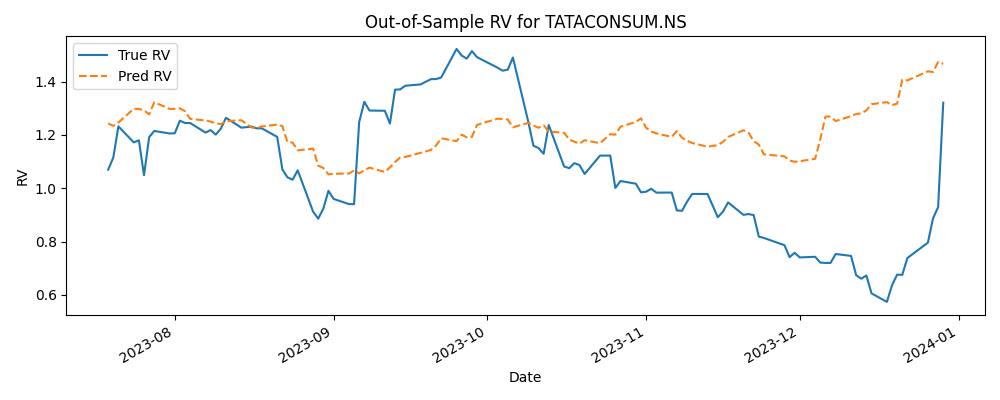 Out-of-Sample RV for TATACONSUM.NS
True RV
Pred RV
RV
1.4
1.2
1.0
0.8
0.6
2023-08
2023-09
2023-10
2023-11
2023-12
2024-01
Date